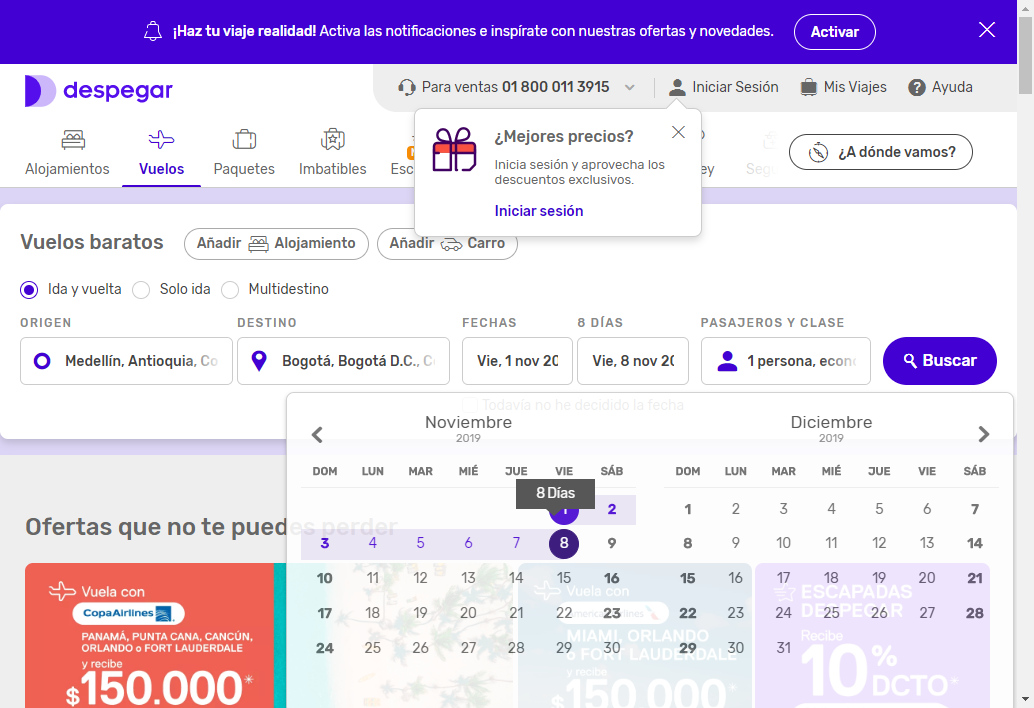 ¡Haz tu viaje realidad! Activa las notificaciones e inspírate con nuestras ofertas y novedades.
Activar
despegar
Para ventas 01 800 011 3915
Iniciar Sesión
Mis Viajes
Ayuda
Alojamientos
Vuelos
Paquetes
Imbatibles
¿Mejores precios?
Inicia sesión y aprovecha los
descuentos exclusivos.
Iniciar sesión
¿A dónde vamos?
Vuelos baratos
Añadir Alojamiento
Añadir Carro
Ida y vuelta
Solo ida
Multidestino
ORIGEN
DESTINO
FECHAS
8 DÍAS
PASAJEROS Y CLASE
Medellín, Antioquia, Co
Bogotá, Bogotá D.C., C
Vie, 1 nov 20
Vie, 8 nov 20
1 persona, econ
Buscar
Todavía no he decidido la fecha
Noviembre
2019
Diciembre
2019
DOM LUN MAR MIÉ JUE VIE SÁB
DOM LUN MAR MIÉ JUE VIE SÁB
8 Días
1 2
1 2 3 4 5 6 7
3 4 5 6 7 8 9
8 9 10 11 12 13 14
10 11 12 13 14 15 16
15 16 17 18 19 20 21
17 18 19 20 21 22 23
22 23 24 25 26 27 28
24 25 26 27 28 29 30
29 30 31
Ofertas que no te puedes perder
Vuela con
CopaAirlines
PANAMÁ, PUNTA CANA, CANCÚN,
ORLANDO o FORT LAUDERDALE
y recibe
$150.000*
Vuela con
American Airlines
MIAMI, ORLANDO
o FORT LAUDERDALE
y recibe
$150.000*
ESCAPADAS
DESPEGAR
Recibe
10%
DCTO*